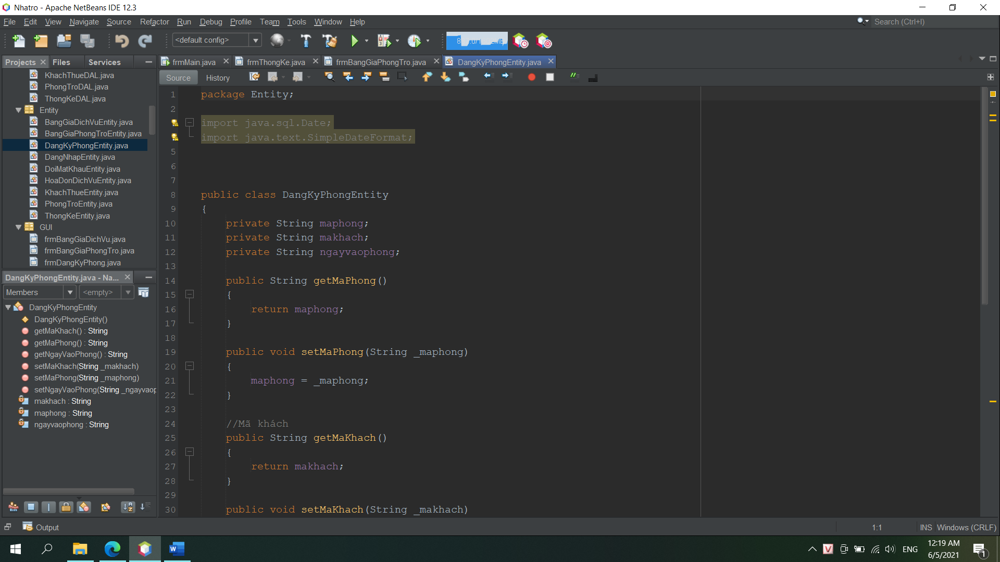 Nhatro - Apache NetBeans IDE 12.3
File Edit View Navigate Source Refactor Run Debug Profile Team Tools Window Help
Search (Ctrl+I)
<default config>
Projects Files Services
frmMain.java frmThongKe.java frmBangGiaPhongTro.java DangKyPhongEntity.java
Source History
KhachThueDAL.java
PhongTroDAL.java
ThongKeDAL.java
Entity
BangGiaDichVuEntity.java
BangGiaPhongTroEntity.java
DangKyPhongEntity.java
DangNhapEntity.java
DoiMatKhauEntity.java
HoaDonDichVuEntity.java
KhachThueEntity.java
PhongTroEntity.java
ThongKeEntity.java
GUI
frmBangGiaDichVu.java
frmBangGiaPhongTro.java
frmDangKyPhong.java
DangKyPhongEntity.java - Na...
Members <empty>
DangKyPhongEntity
DangKyPhongEntity()
getMaKhach() : String
getMaPhong() : String
getNgayVaoPhong() : String
setMaKhach(String _makhach)
setMaPhong(String _maphong)
setNgayVaoPhong(String _ngayvaop
makhach : String
maphong : String
ngayvaophong : String
1 package Entity;
2
import java.sql.Date;
import java.text.SimpleDateFormat;
5
6
7
8 public class DangKyPhongEntity
9 {
10 private String maphong;
11 private String makhach;
12 private String ngayvaophong;
13
14 public String getMaPhong()
15 {
16 return maphong;
17 }
18
19 public void setMaPhong(String _maphong)
20 {
21 maphong = _maphong;
22 }
23
24 //Mã khách
25 public String getMaKhach()
26 {
27 return makhach;
28 }
29
30 public void setMaKhach(String _makhach)
Output
1:1 INS Windows (CRLF)
ENG
12:19 AM
6/5/2021
1